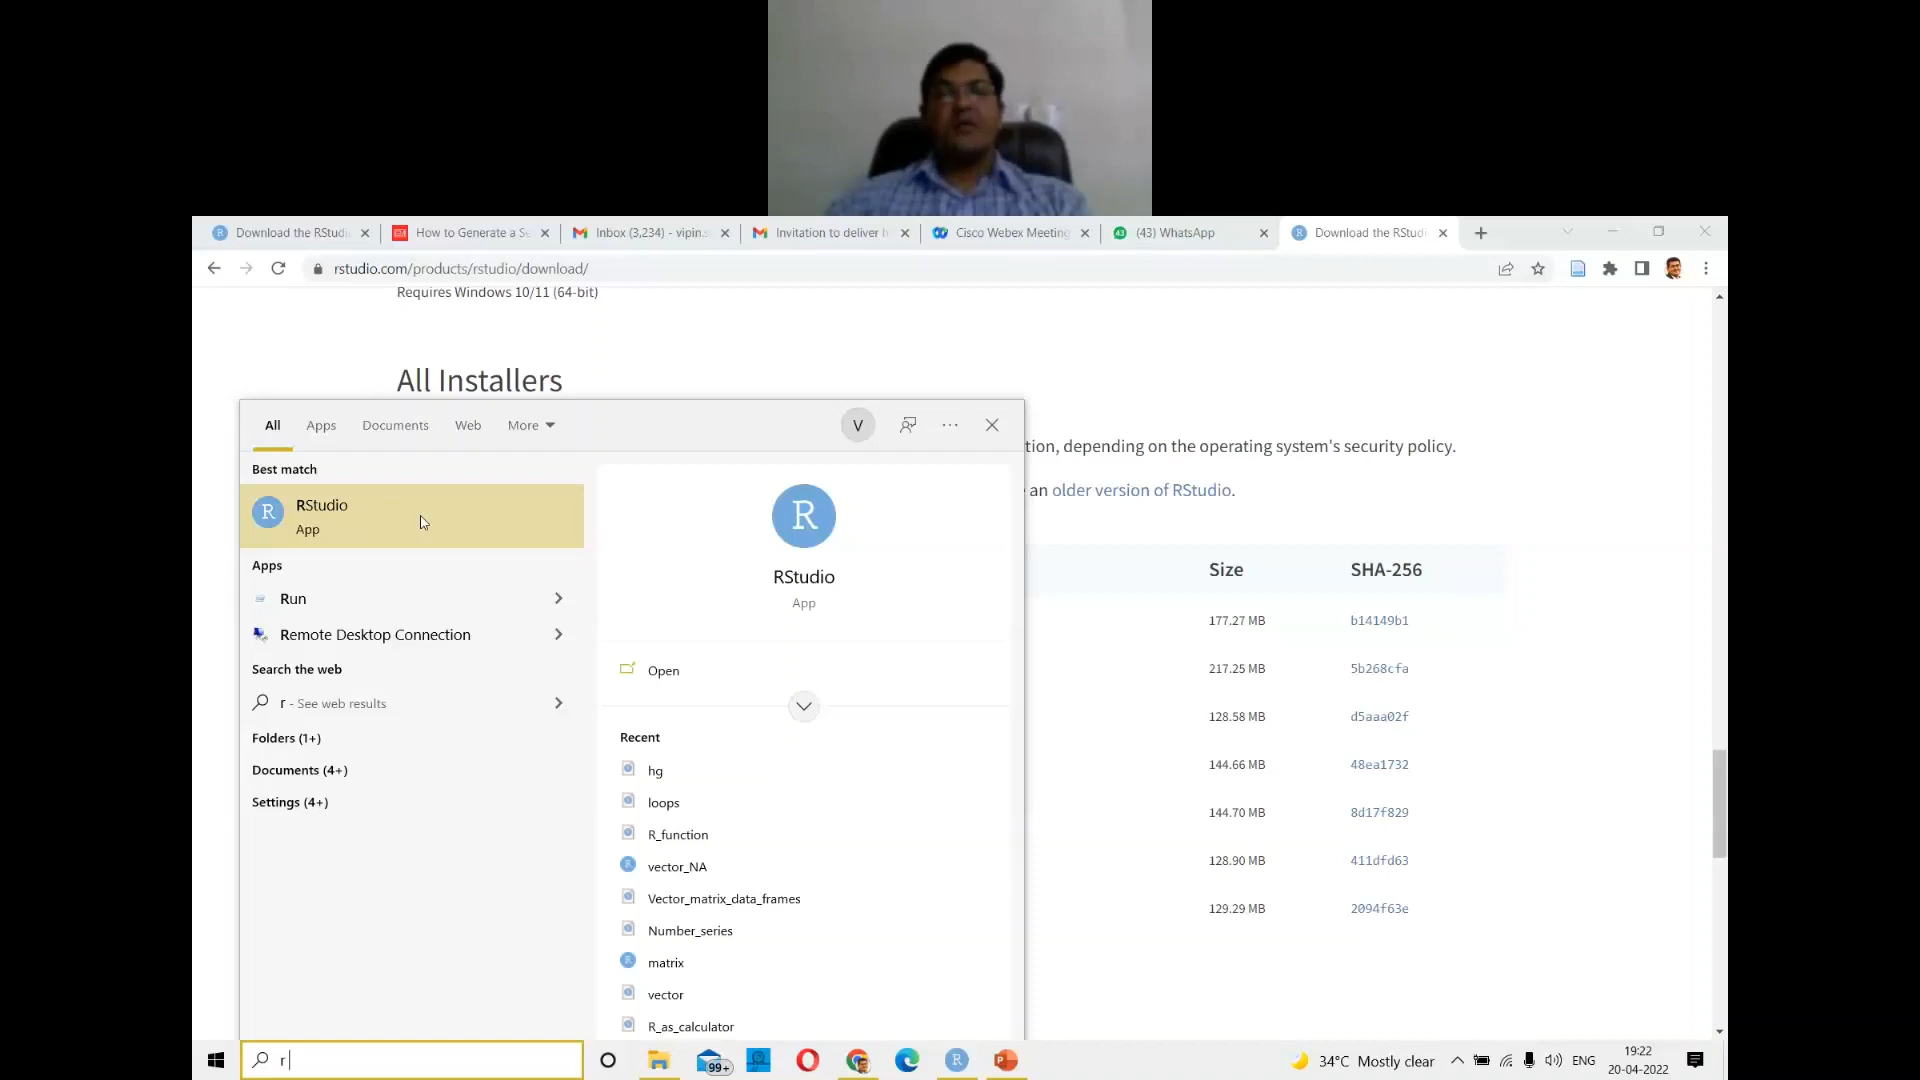 Download the RStudi
How to Generate a Se
Inbox (3,234) - vipin.s
Invitation to deliver h
Cisco Webex Meeting
(43) WhatsApp
Download the RStudi
rstudio.com/products/rstudio/download/
Requires Windows 10/11 (64-bit)
All Installers
tion, depending on the operating system's security policy.
an older version of RStudio.
Size SHA-256
177.27 MB b14149b1
217.25 MB 5b268cfa
128.58 MB d5aaa02f
144.66 MB 48ea1732
144.70 MB 8d17f829
128.90 MB 411dfd63
129.29 MB 2094f63e
All Apps Documents Web More V
Best match
RStudio
App
Apps
Run
Remote Desktop Connection
Search the web
r - See web results
Folders (1+)
Documents (4+)
Settings (4+)
R
RStudio
App
Open
Recent
hg
loops
R_function
vector_NA
Vector_matrix_data_frames
Number_series
matrix
vector
R_as_calculator
r
99+
34°C Mostly clear
ENG
19:22
20-04-2022